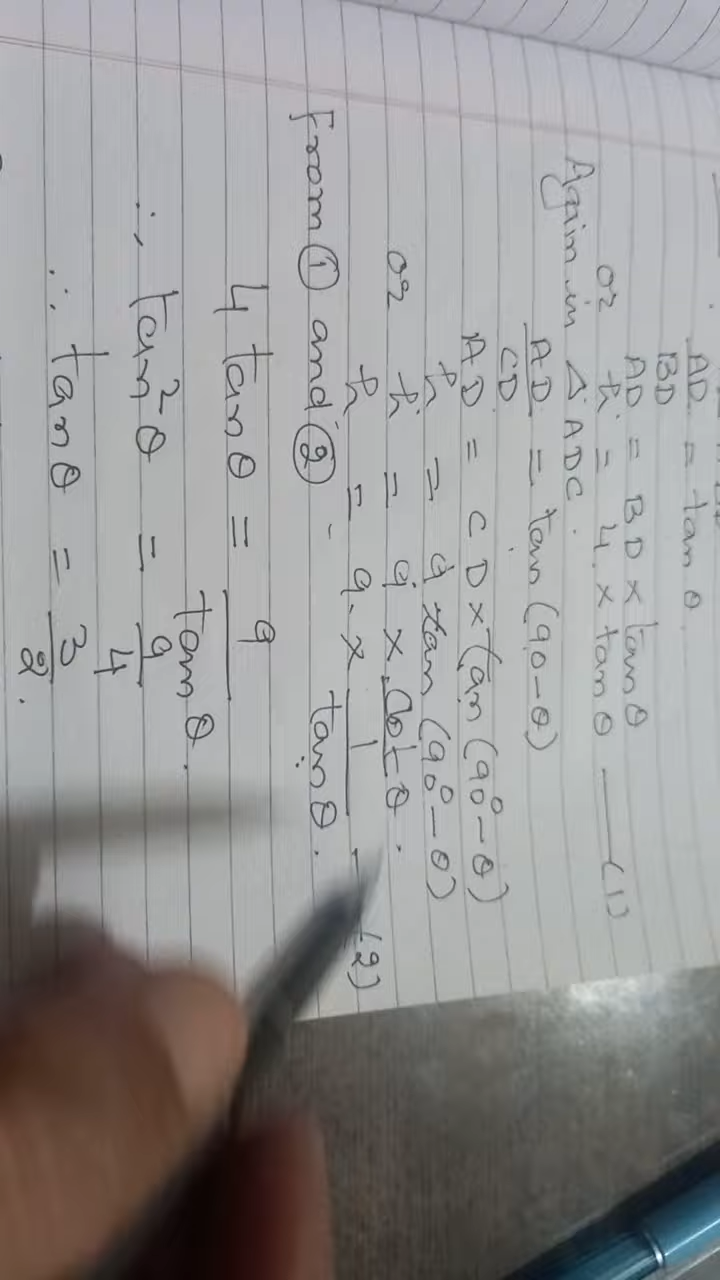 AD/BD = tan θ.
AD = BD × tan θ
or h = 4 × tan θ —— (1)
Again in △ ADC.
AD/CD = tan (90 - θ)
AD = CD × tan (90° - θ)
h = 9 tan (90° - θ)
or h = 9 × Cot θ.
h = 9 × 1/tan θ. — (2)
From ① and ② -
4 tan θ = 9/tan θ.
∴ tan² θ = 9/4
∴ tan θ = 3/2.